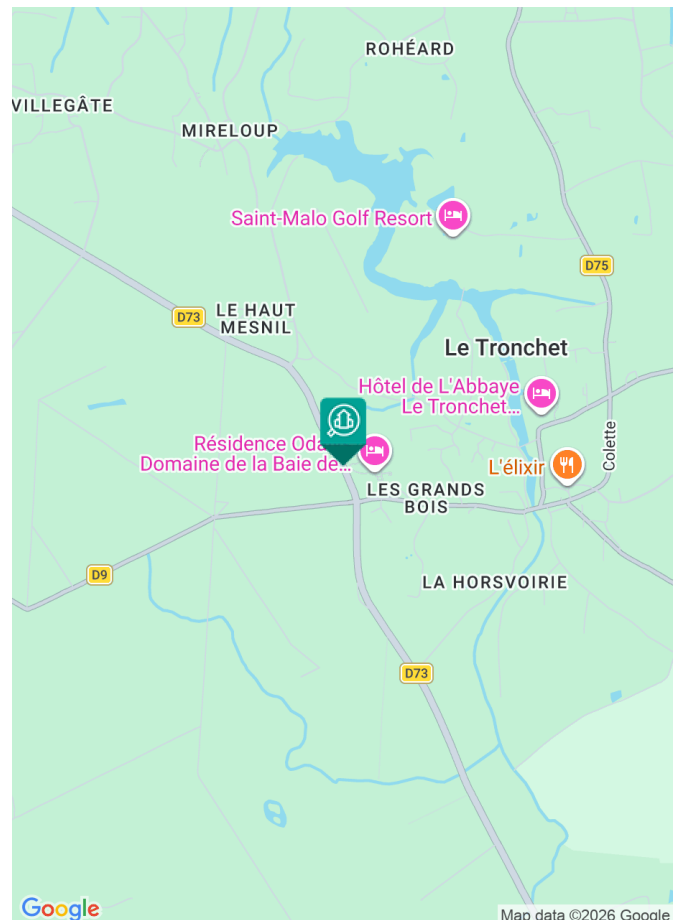 ROHÉARD
VILLEGÂTE
MIRELOUP
Saint-Malo Golf Resort
D75
LE HAUT
MESNIL
D73
Le Tronchet
Hôtel de L'Abbaye
Le Tronchet…
Résidence Oda
Domaine de la Baie de…
L'élixir
Colette
LES GRANDS
BOIS
D9
LA HORSVOIRIE
D73
Google
Map data ©2026 Google